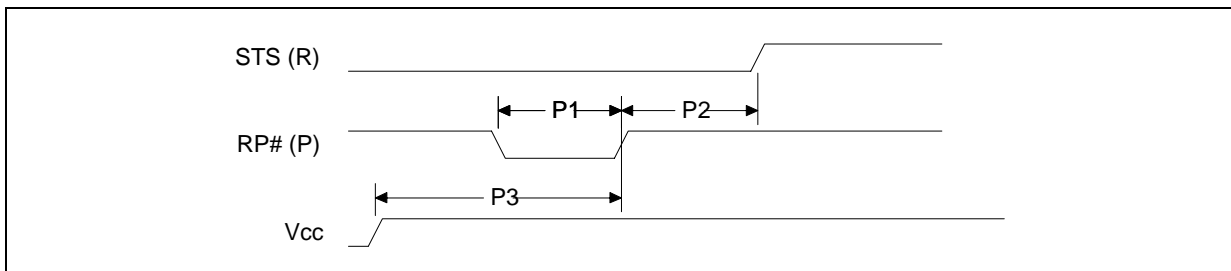 STS (R)
P1 P2
RP# (P)
P3
Vcc